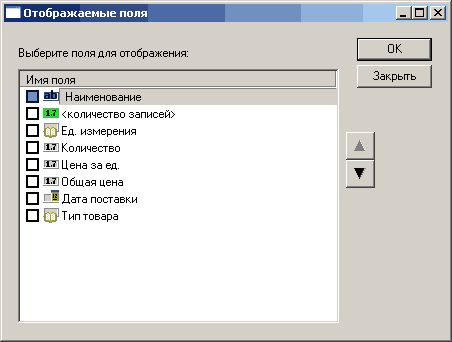 Отображаемые поля
Выберите поля для отображения:
OK
Закрыть
Имя поля
ab Наименование
1.7 <количество записей>
Ед. измерения
1.7 Количество
1.7 Цена за ед.
1.7 Общая цена
Дата поставки
Тип товара